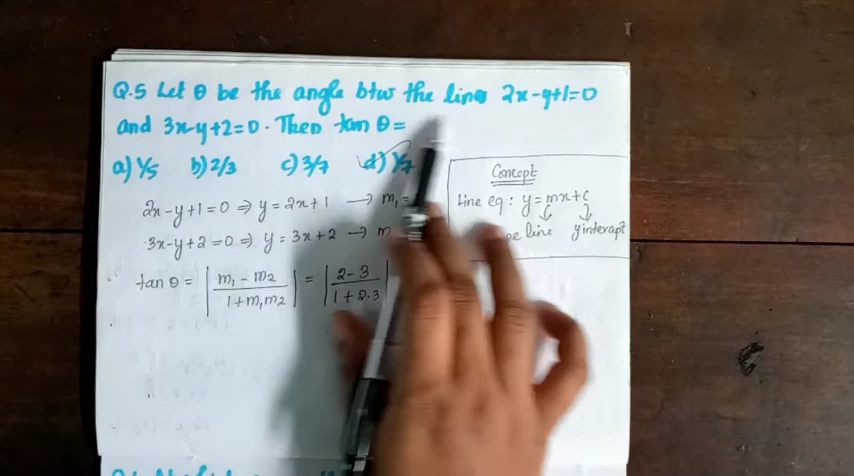 Q.5 Let θ be the angle btw the lines 2x-y+1=0
and 3x-y+2=0. Then tan θ=
a) 1/5 b) 2/3 c) 3/7 d) 1/7
Concept
Line eq: y=mx+c
line y intercept
2x-y+1=0 ⇒ y=2x+1 → m₁=
3x-y+2=0 ⇒ y=3x+2 → m
tan θ = | m₁-m₂ / 1+m₁m₂ | = | 2-3 / 1+2.3 |